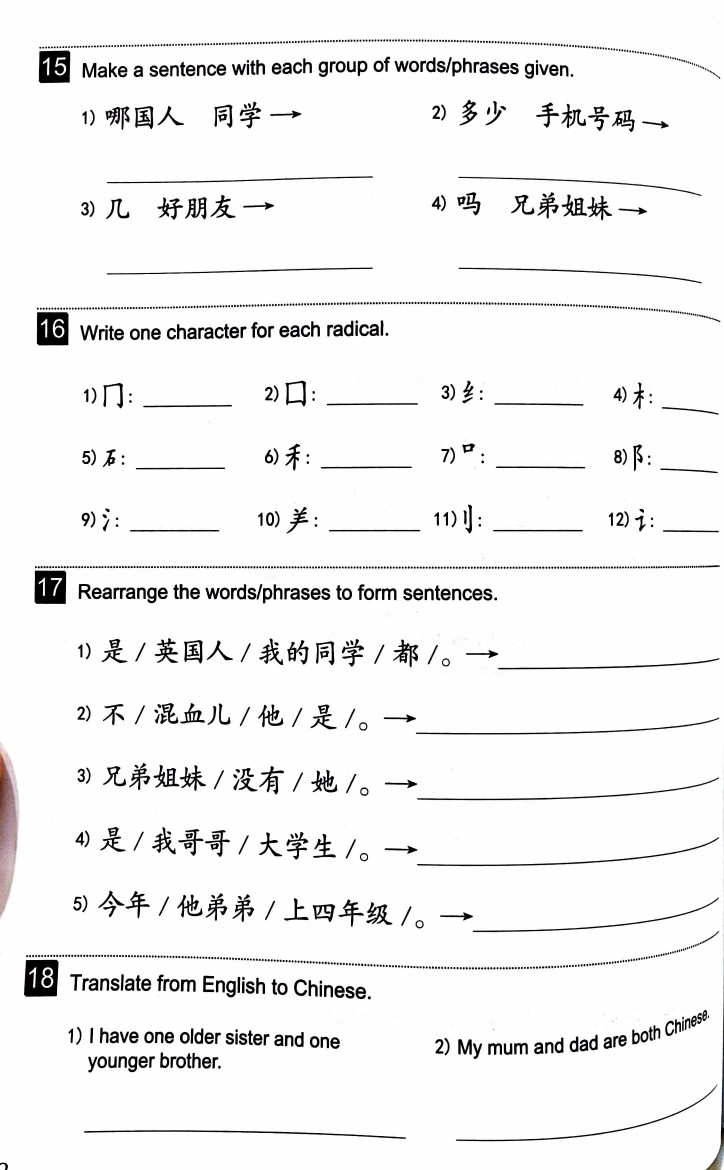 15 Make a sentence with each group of words/phrases given.
1) 哪国人 同学 → 2) 多少 手机号码 →
3) 几 好朋友 → 4) 吗 兄弟姐妹 →
16 Write one character for each radical.
1) 冂: 2) 囗: 3) 纟: 4) 木:
5) 石: 6) 禾: 7) 口: 8) 阝:
9) 氵: 10) ⺶: 11) 刂: 12) 讠:
17 Rearrange the words/phrases to form sentences.
1) 是 / 英国人 / 我的同学 / 都 /。 →
2) 不 / 混血儿 / 他 / 是 /。 →
3) 兄弟姐妹 / 没有 / 她 /。 →
4) 是 / 我哥哥 / 大学生 /。 →
5) 今年 / 他弟弟 / 上四年级 /。 →
18 Translate from English to Chinese.
1) I have one older sister and one 2) My mum and dad are both Chinese.
younger brother.